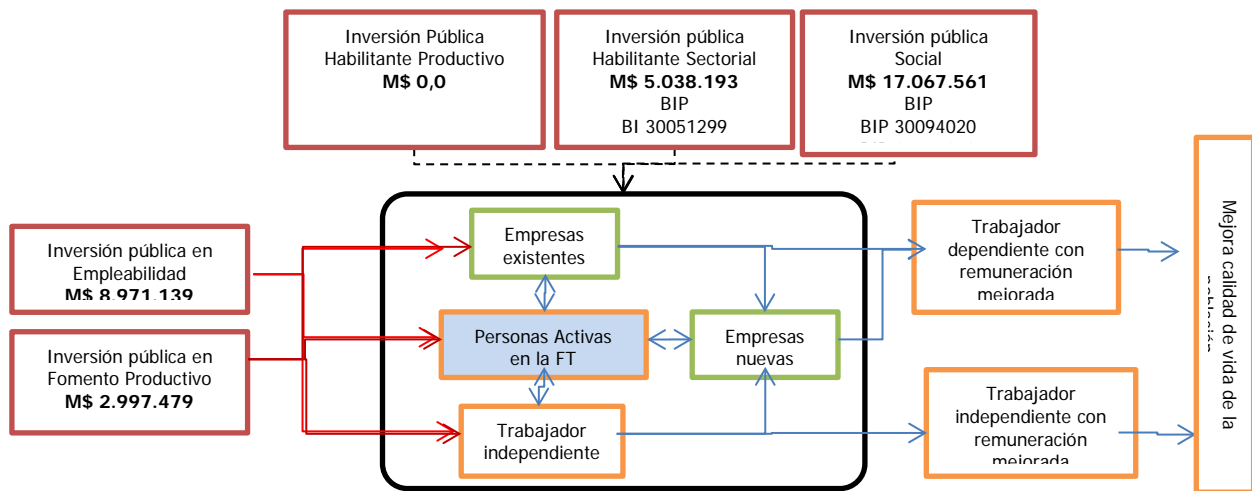 Inversión Pública
Habilitante Productivo
M$ 0,0
Inversión pública
Habilitante Sectorial
M$ 5.038.193
BIP
BI 30051299
Inversión pública
Social
M$ 17.067.561
BIP
BIP 30094020
Inversión pública en
Empleabilidad
M$ 8.971.139
Inversión pública en
Fomento Productivo
M$ 2.997.479
Empresas
existentes
Personas Activas
en la FT
Trabajador
independiente
Empresas
nuevas
Trabajador
dependiente con
remuneración
mejorada
Trabajador
independiente con
remuneración
mejorada
Mejora calidad de vida de la
población